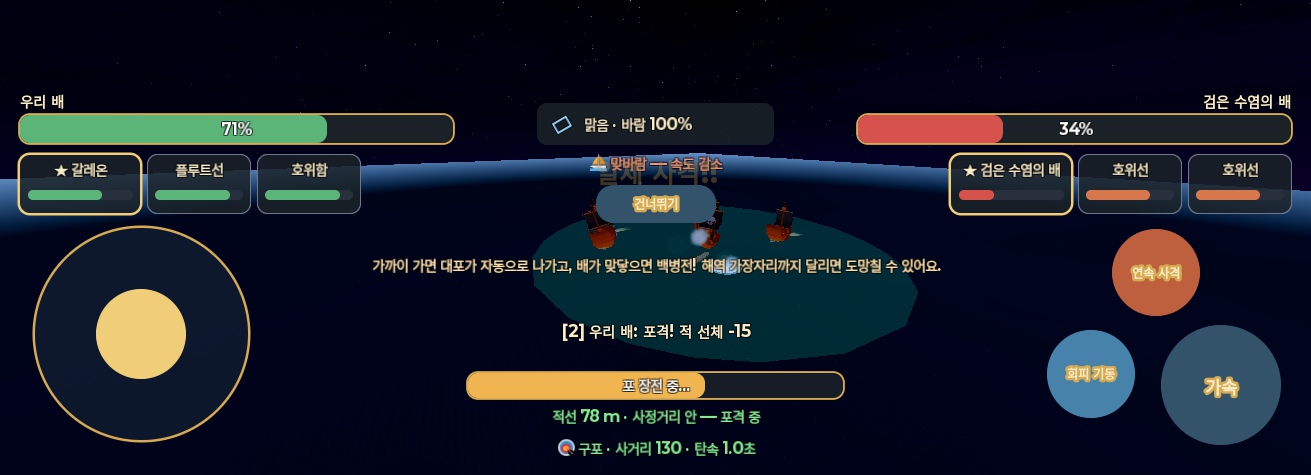 우리 배
검은 수염의 배
71%
맑음 · 바람 100%
34%
★ 갈레온
플루트선
호위함
맞바람 — 속도 감소
일제 사격!!
★ 검은 수염의 배
호위선
호위선
건너뛰기
가까이 가면 대포가 자동으로 나가고, 배가 맞닿으면 백병전! 해역 가장자리까지 달리면 도망칠 수 있어요.
연속 사격
[2] 우리 배: 포격! 적 선체 -15
회피 기동
가속
포 장전 중...
적선 78 m · 사정거리 안 — 포격 중
구포 · 사거리 130 · 탄속 1.0초